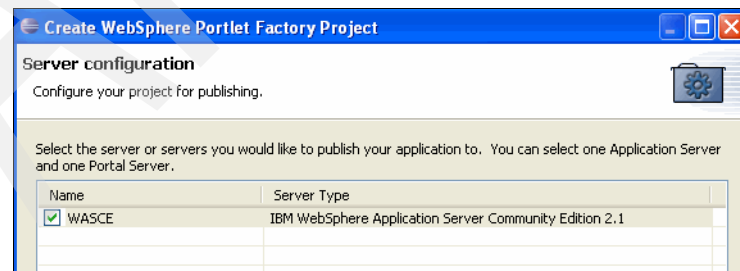 Create WebSphere Portlet Factory Project
Server configuration
Configure your project for publishing.
Select the server or servers you would like to publish your application to. You can select one Application Server
and one Portal Server.
Name Server Type
WASCE IBM WebSphere Application Server Community Edition 2.1